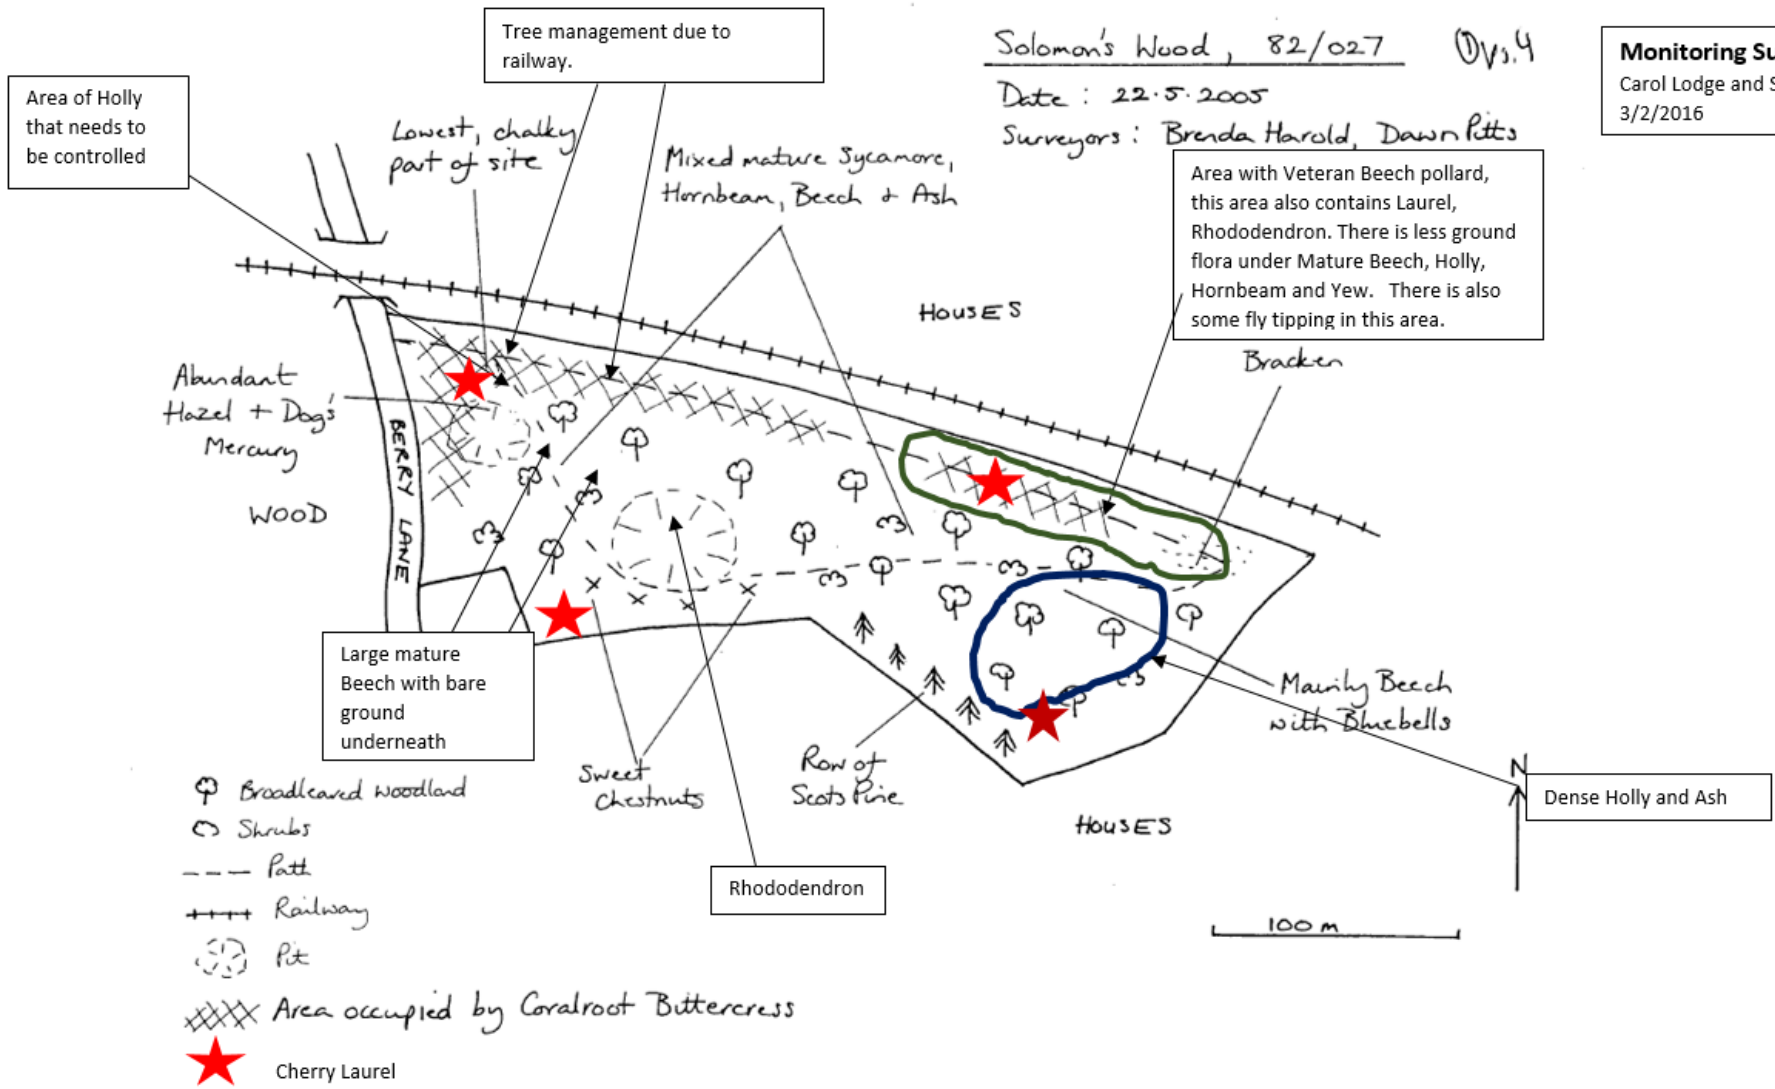 Tree management due to
railway.
Solomon's Wood, 82/027
Date: 22.5.2005
Surveyors: Brenda Harold, Dawn Pitts
Monitoring Su
Carol Lodge and S
3/2/2016
Area of Holly
that needs to
be controlled
Lowest, chalky
part of site
Mixed mature Sycamore,
Hornbeam, Beech & Ash
Area with Veteran Beech pollard,
this area also contains Laurel,
Rhododendron. There is less ground
flora under Mature Beech, Holly,
Hornbeam and Yew. There is also
some fly tipping in this area.
HOUSES
Bracken
Abundant
Hazel + Dog's
Mercury
BERRY LANE
WOOD
Large mature
Beech with bare
ground
underneath
Mainly Beech
with Bluebells
Sweet
Chestnuts
Row of
Scots Pine
N
Dense Holly and Ash
HOUSES
Rhododendron
100 m
Broadleaved woodland
Shrubs
Path
Railway
Pit
Area occupied by Coralroot Buttercress
Cherry Laurel